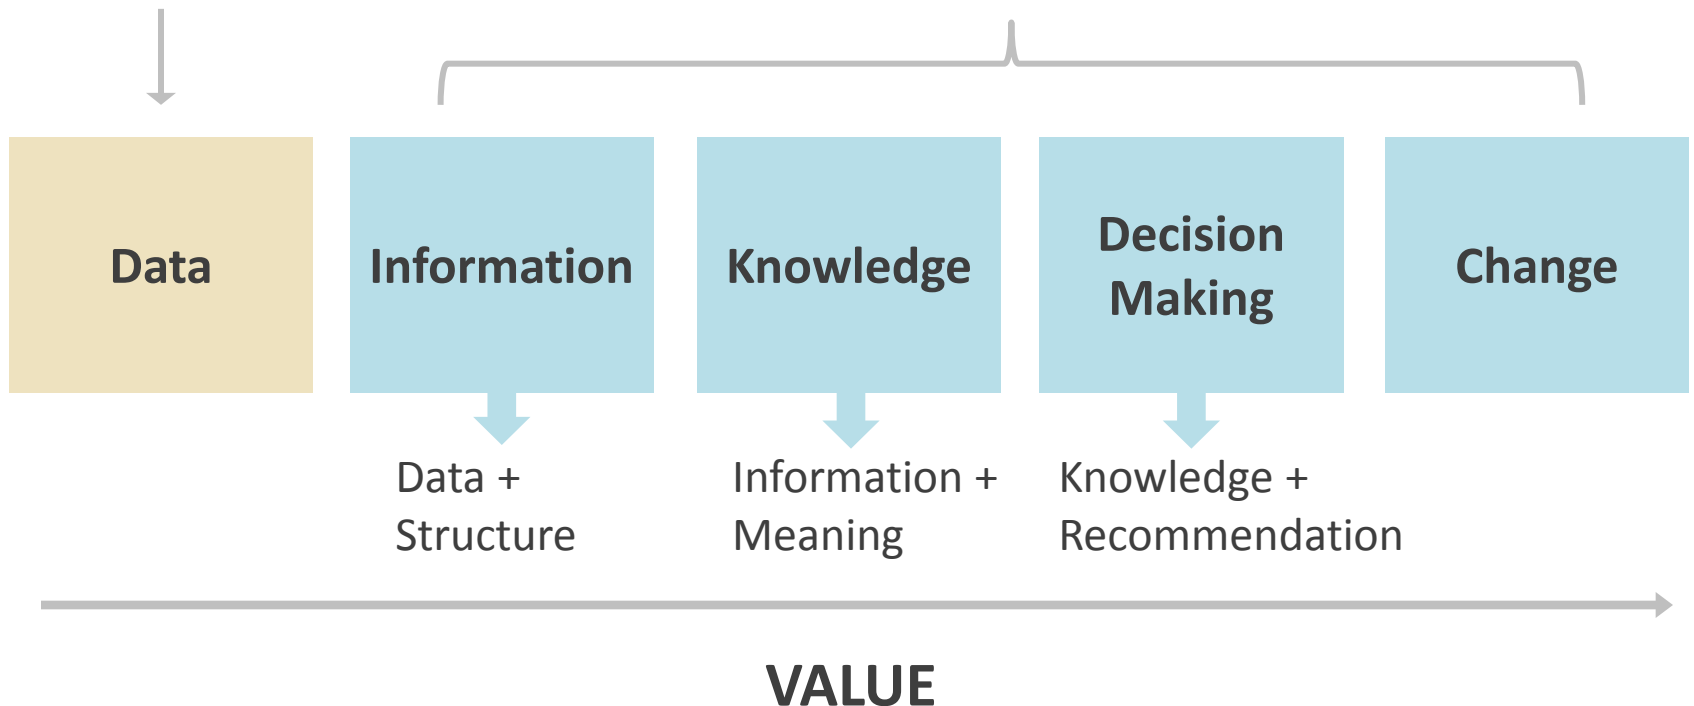 Data
Information
Knowledge
Decision
Making
Change
Data +
Structure
Information +
Meaning
Knowledge +
Recommendation
VALUE